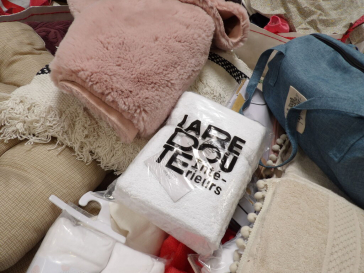 LA RE
DOU
TE inté-
rieurs